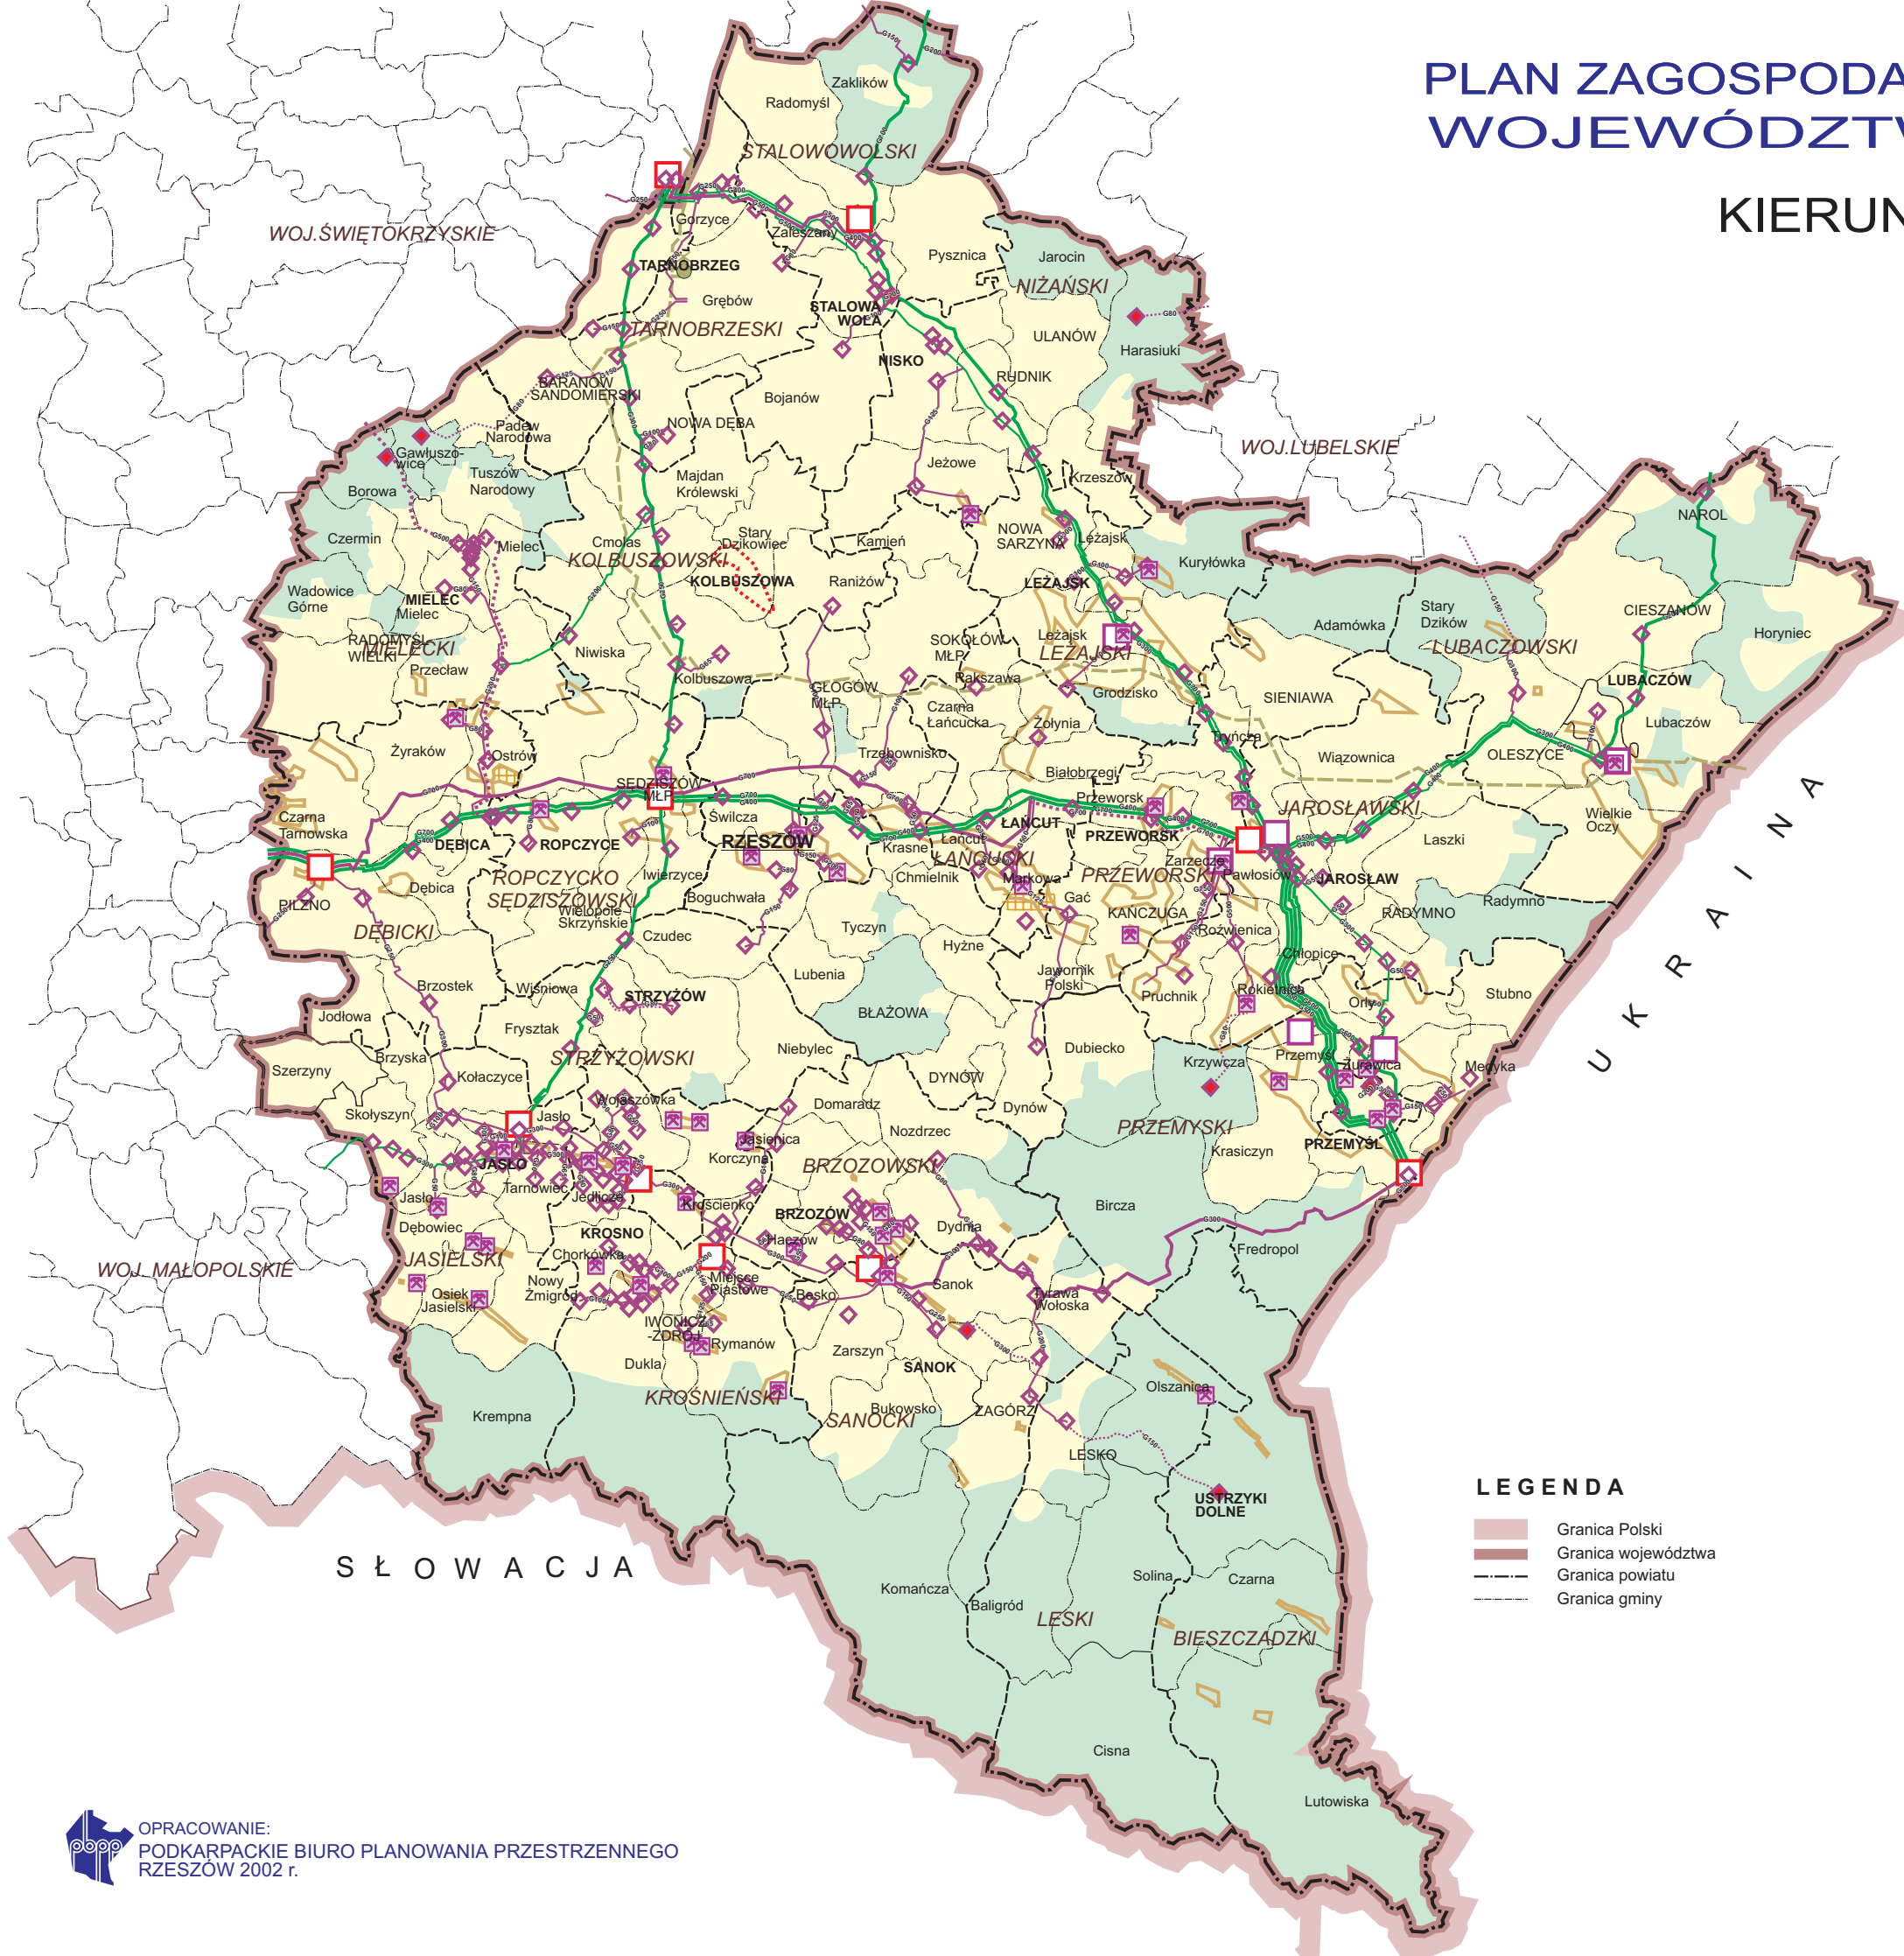 PLAN ZAGOSPODA
WOJEWÓDZTW
KIERUN
Zaklików
Radomyśl
STALOWOWOLSKI
WOJ.ŚWIĘTOKRZYSKIE
Gorzyce
Zaleszany
Pysznica
Jarocin
NIŻAŃSKI
TARNOBRZEG
Grębów
STALOWA
WOLA
TARNOBRZESKI
ULANÓW
Harasiuki
NISKO
RUDNIK
BARANÓW
SANDOMIERSKI
Bojanów
Padew
Narodowa
NOWA DĘBA
WOJ.LUBELSKIE
Gawłuszo-
wice
Tuszów
Narodowy
Borowa
Majdan
Królewski
Jeżowe
Krzeszów
NAROL
Czermin
Mielec
Cmolas
Stary
Dzikowiec
Kamień
NOWA
SARZYNA
Leżajsk
Kuryłówka
KOLBUSZOWSKI
KOLBUSZOWA
Raniżów
LEŻAJSK
Wadowice
Górne
MIELEC
Mielec
Stary
Dzików
CIESZANÓW
Adamówka
Horyniec
RADOMYŚL
WIELKI
MIELECKI
Przecław
Niwiska
SOKOŁÓW
MŁP.
Leżajsk
LEŻAJSKI
LUBACZOWSKI
Kolbuszowa
GŁOGÓW
MŁP.
Rakszawa
Grodzisko
SIENIAWA
LUBACZÓW
Czarna
Łańcucka
Żołynia
Lubaczów
Żyraków
Ostrów
Trzebownisko
Tryńcza
Wiązownica
OLESZYCE
Białobrzegi
SĘDZISZÓW
MŁP.
Czarna
Tarnowska
Świlcza
Przeworsk
JAROSŁAWSKI
Wielkie
Oczy
ŁAŃCUT
PRZEWORSK
DĘBICA
ROPCZYCE
RZESZÓW
Krasne
Łańcut
ŁAŃCUCKI
Laszki
Zarzecze
PRZEWORSKI
Pawłosiów
JAROSŁAW
Dębica
ROPCZYCKO
SĘDZISZOWSKI
Iwierzyce
Chmielnik
Markowa
Gać
PILZNO
Boguchwała
Wielopole
Skrzyńskie
KAŃCZUGA
RADYMNO
Radymno
DĘBICKI
Czudec
Tyczyn
Hyżne
Roźwienica
Chłopice
Brzostek
Wiśniowa
STRZYŻÓW
Lubenia
Jawornik
Polski
Pruchnik
Rokietnica
Orły
Stubno
Jodłowa
Frysztak
BŁAŻOWA
Brzyska
STRZYŻOWSKI
Niebylec
Dubiecko
Krzywcza
Przemyśl
Żurawica
Medyka
Szerzyny
Kołaczyce
DYNÓW
Skołyszyn
Jasło
Wojaszówka
Domaradz
Dynów
Nozdrzec
PRZEMYSKI
PRZEMYŚL
Jasienica
JASŁO
Tarnowiec
Jedlicze
Korczyna
BRZOZOWSKI
Krasiczyn
Jasło
Krościenko
Bircza
Dębowiec
KROSNO
BRZOZÓW
Dydnia
Haczów
Fredropol
WOJ. MAŁOPOLSKIE
JASIELSKI
Chorkówka
Nowy
Żmigród
Miejsce
Piastowe
Sanok
Osiek
Jasielski
Besko
Tyrawa
Wołoska
IWONICZ
-ZDRÓJ
Rymanów
Zarszyn
Dukla
SANOK
Olszanica
KROŚNIEŃSKI
Bukowsko
ZAGÓRZ
SANOCKI
Krempna
LESKO
USTRZYKI
DOLNE
SŁOWACJA
UKRAINA
Solina
Czarna
Komańcza
Baligród
LESKI
BIESZCZADZKI
Cisna
Lutowiska
LEGENDA
Granica Polski
Granica województwa
Granica powiatu
Granica gminy
OPRACOWANIE:
PODKARPACKIE BIURO PLANOWANIA PRZESTRZENNEGO
RZESZÓW 2002 r.